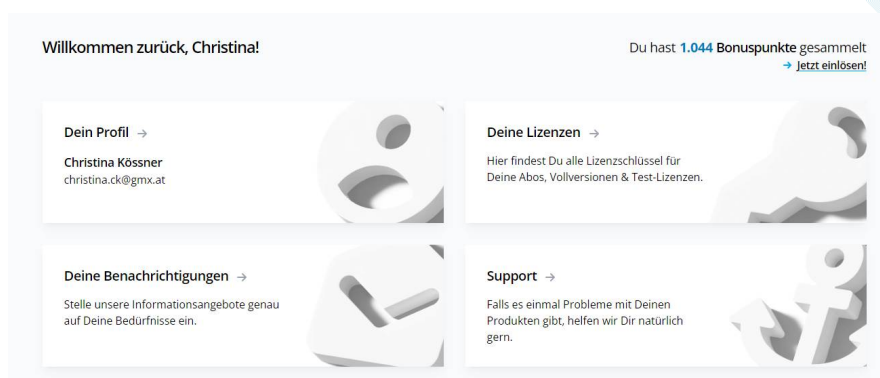 Willkommen zurück, Christina!
Du hast 1.044 Bonuspunkte gesammelt
→ Jetzt einlösen!
Dein Profil →
Christina Kössner
christina.ck@gmx.at
Deine Lizenzen →
Hier findest Du alle Lizenzschlüssel für
Deine Abos, Vollversionen & Test-Lizenzen.
Deine Benachrichtigungen →
Stelle unsere Informationsangebote genau
auf Deine Bedürfnisse ein.
Support →
Falls es einmal Probleme mit Deinen
Produkten gibt, helfen wir Dir natürlich
gern.